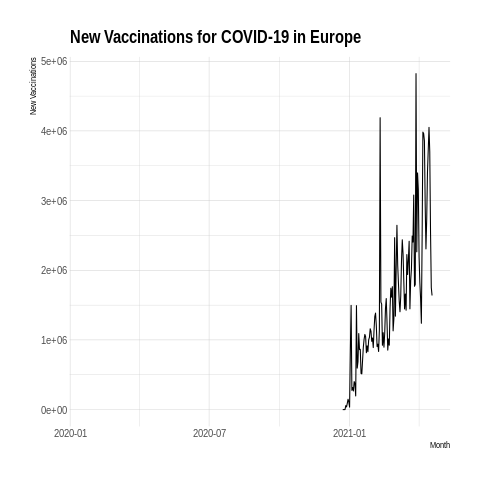 New Vaccinations for COVID-19 in Europe
New Vaccinations
5e+06
4e+06
3e+06
2e+06
1e+06
0e+00
2020-01
2020-07
2021-01
Month